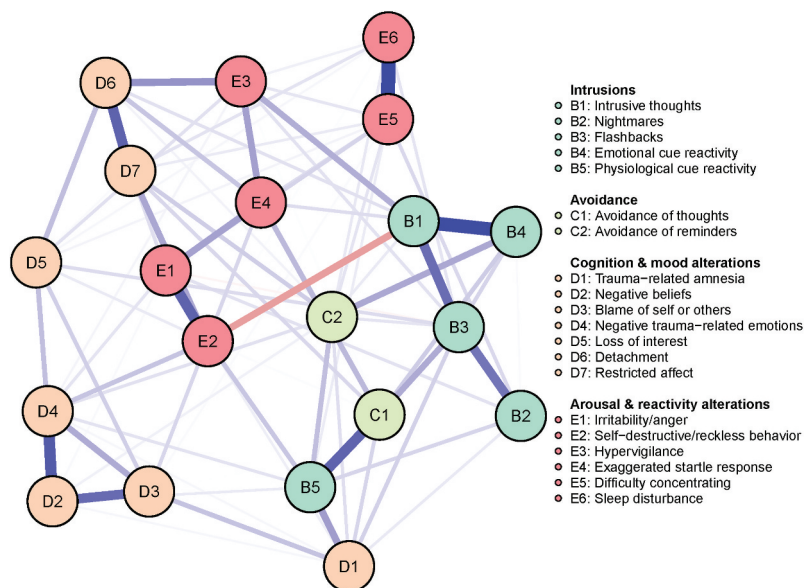 E6
D6
E3
E5
D7
E4
B1
B4
D5
E1
C2
B3
E2
D4
C1
B2
B5
D2
D3
D1
Intrusions
B1: Intrusive thoughts
B2: Nightmares
B3: Flashbacks
B4: Emotional cue reactivity
B5: Physiological cue reactivity
Avoidance
C1: Avoidance of thoughts
C2: Avoidance of reminders
Cognition & mood alterations
D1: Trauma−related amnesia
D2: Negative beliefs
D3: Blame of self or others
D4: Negative trauma−related emotions
D5: Loss of interest
D6: Detachment
D7: Restricted affect
Arousal & reactivity alterations
E1: Irritability/anger
E2: Self−destructive/reckless behavior
E3: Hypervigilance
E4: Exaggerated startle response
E5: Difficulty concentrating
E6: Sleep disturbance